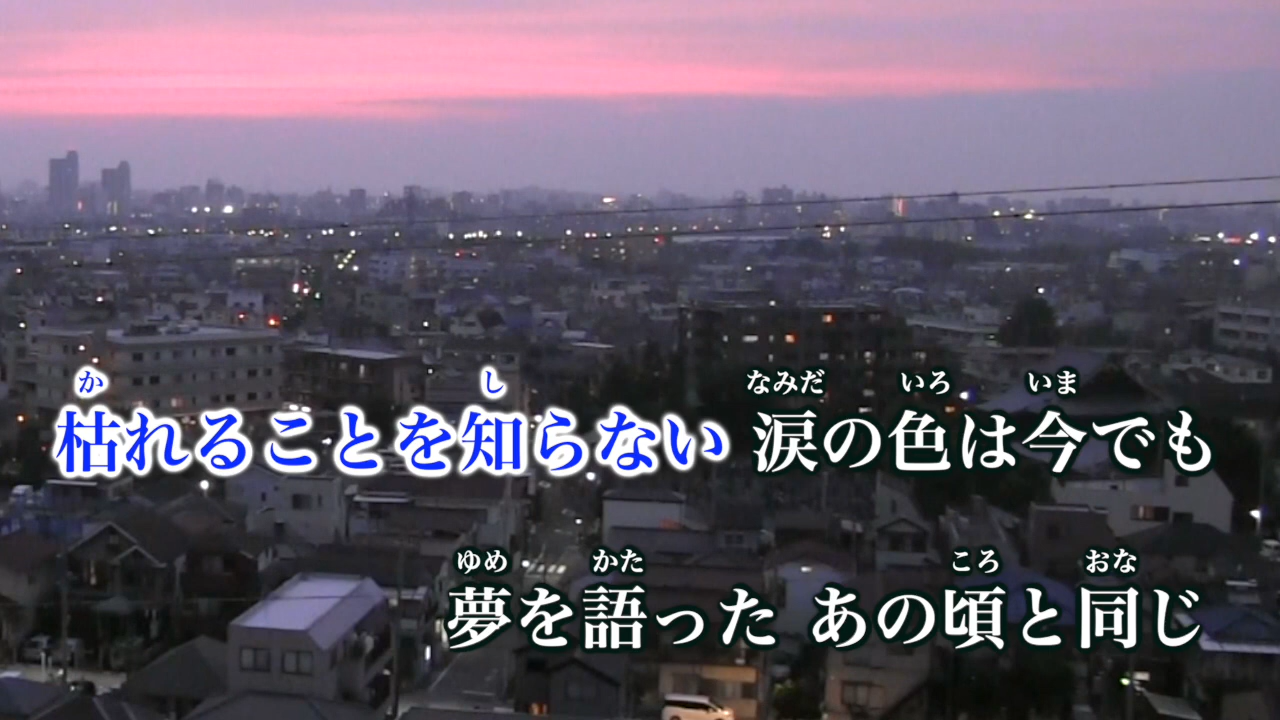 か し なみだ いろ いま
枯れることを知らない 涙の色は今でも
ゆめ かた ころ おな
夢を語った あの頃と同じ